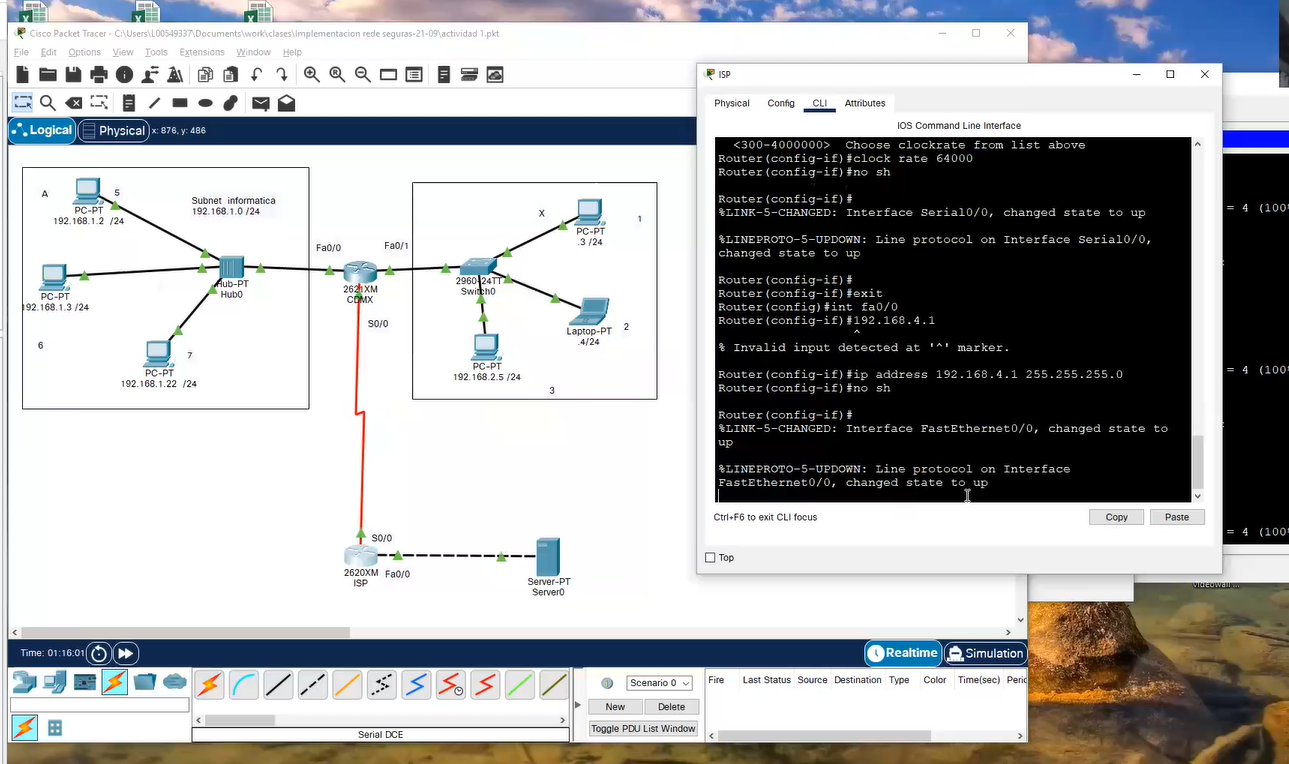 Cisco Packet Tracer - C:\Users\L00549337\Documents\work\clases\Implementacion rede seguras-21-09\actividad 1.pkt
File Edit Options View Tools Extensions Window Help
Logical Physical x: 876, y: 486
A
5
PC-PT
192.168.1.2 /24
Subnet informatica
192.168.1.0 /24
PC-PT
192.168.1.3 /24
Hub-PT
Hub0
6
7
PC-PT
192.168.1.22 /24
Fa0/0
Fa0/1
2621XM
CDMX
S0/0
X
1
PC-PT
.3 /24
2960-24TT
Switch0
Laptop-PT
.4/24
2
PC-PT
192.168.2.5 /24
3
S0/0
2620XM
ISP
Fa0/0
Server-PT
Server0
Time: 01:16:01
Realtime Simulation
Serial DCE
Scenario 0
New Delete
Toggle PDU List Window
Fire Last Status Source Destination Type Color Time(sec)
ISP
Physical Config CLI Attributes
IOS Command Line Interface
<300-4000000> Choose clockrate from list above
Router(config-if)#clock rate 64000
Router(config-if)#no sh
Router(config-if)#
%LINK-5-CHANGED: Interface Serial0/0, changed state to up
%LINEPROTO-5-UPDOWN: Line protocol on Interface Serial0/0,
changed state to up
Router(config-if)#
Router(config-if)#exit
Router(config)#int fa0/0
Router(config-if)#192.168.4.1
^
% Invalid input detected at '^' marker.
Router(config-if)#ip address 192.168.4.1 255.255.255.0
Router(config-if)#no sh
Router(config-if)#
%LINK-5-CHANGED: Interface FastEthernet0/0, changed state to
up
%LINEPROTO-5-UPDOWN: Line protocol on Interface
FastEthernet0/0, changed state to up
Ctrl+F6 to exit CLI focus
Copy Paste
Top
= 4 (100
= 4 (100
= 4 (100